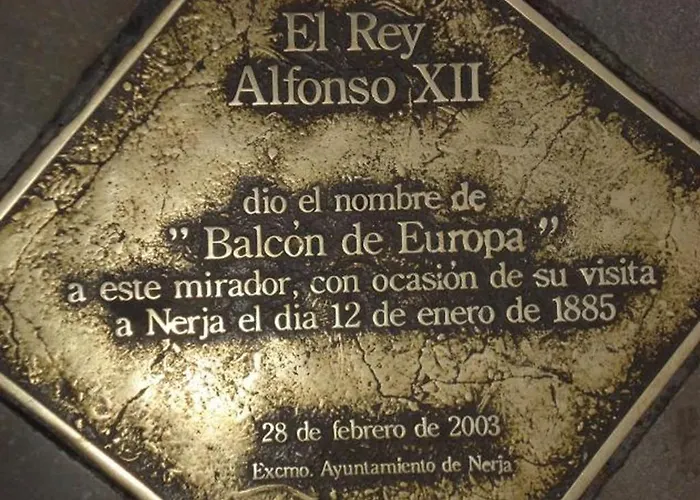 El Rey
Alfonso XII
dio el nombre de
" Balcón de Europa "
a este mirador, con ocasión de su visita
a Nerja el dia 12 de enero de 1885
28 de febrero de 2003
Excmo. Ayuntamiento de Nerja